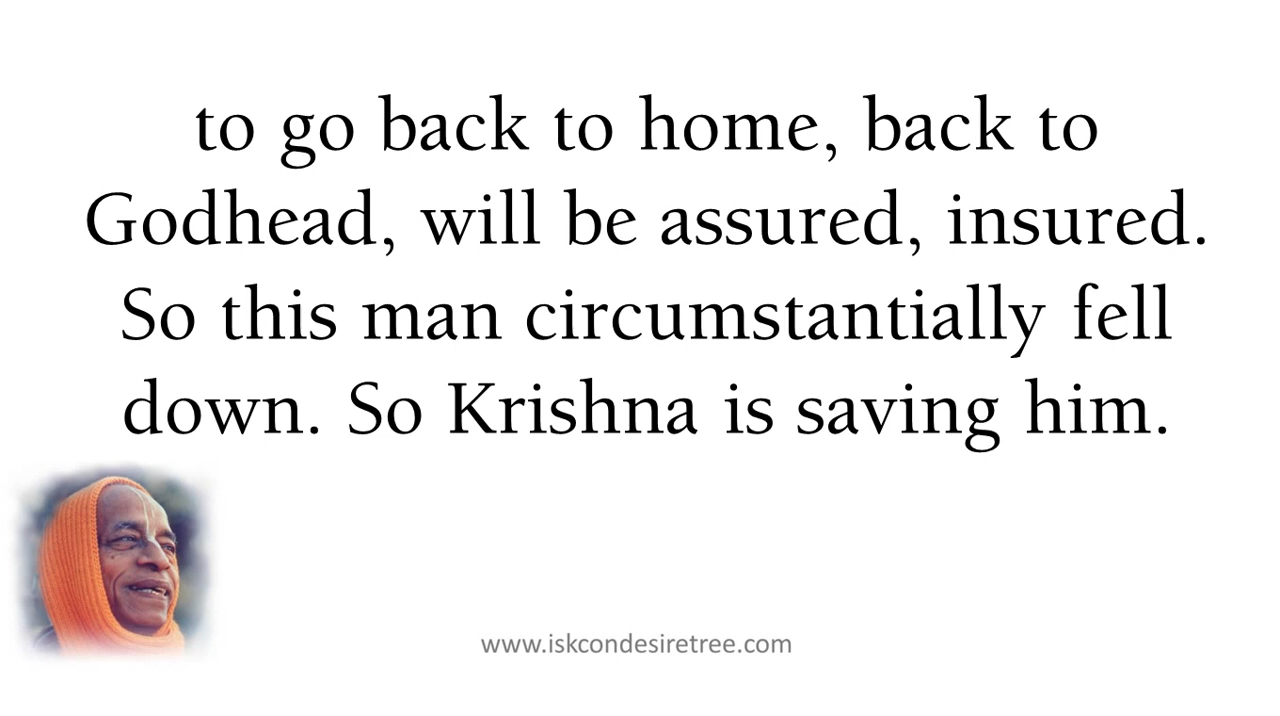 to go back to home, back to
Godhead, will be assured, insured.
So this man circumstantially fell
down. So Krishna is saving him.
www.iskcondesiretree.com